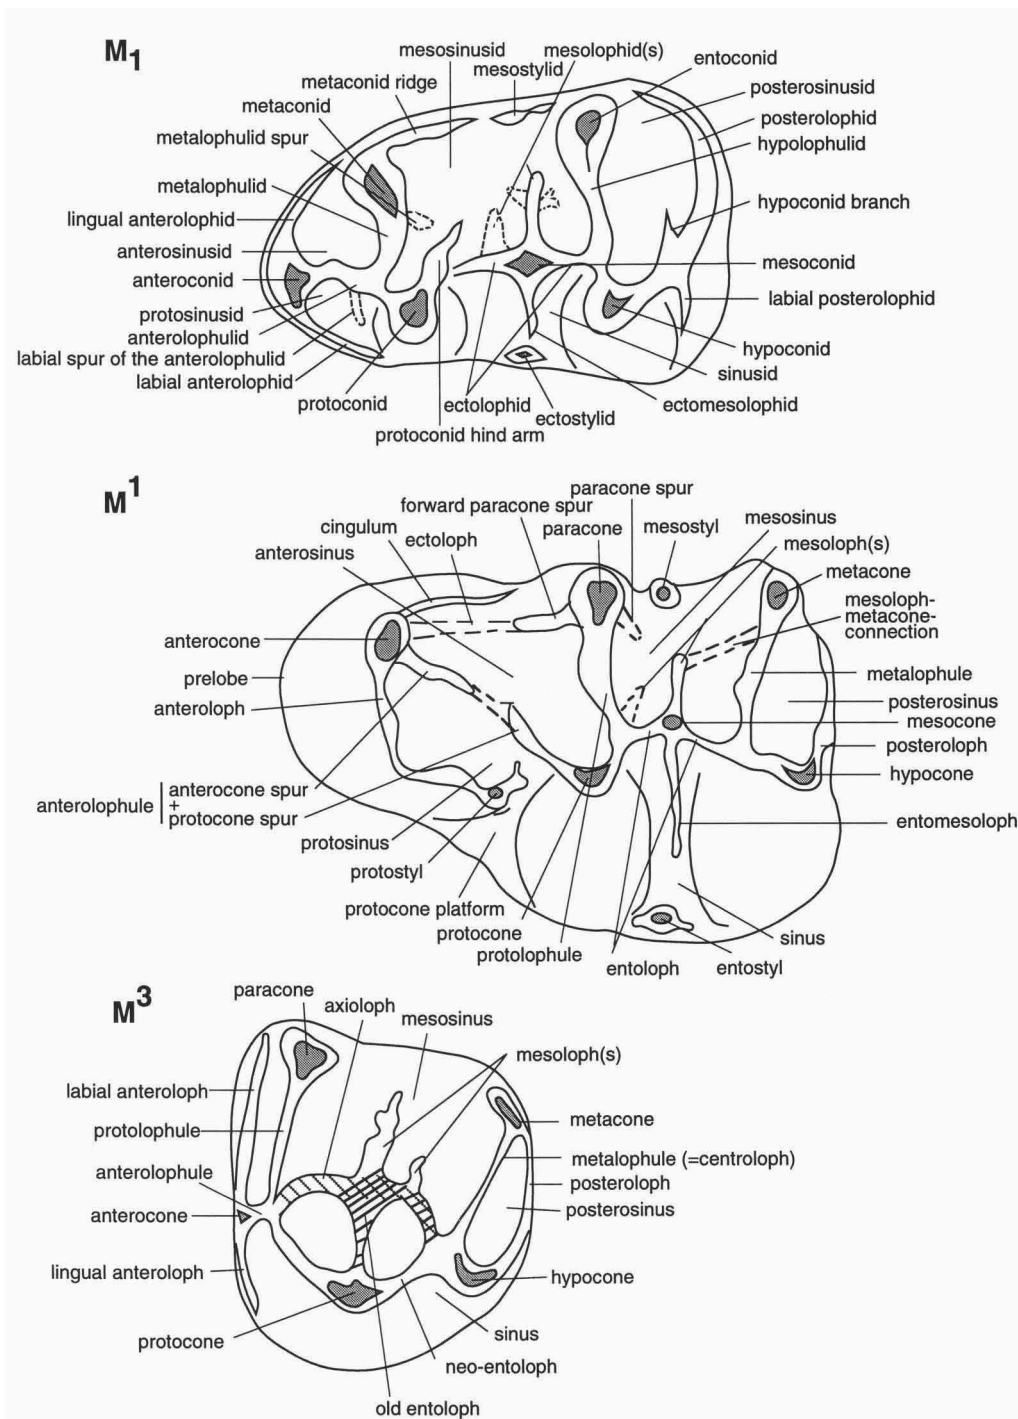 M1
mesosinusid
mesolophid(s)
mesostylid
entoconid
metaconid ridge
posterosinusid
metaconid
posterolophid
metalophulid spur
hypolophulid
metalophulid
hypoconid branch
lingual anterolophid
anterosinusid
mesoconid
anteroconid
labial posterolophid
protosinusid
anterolophulid
hypoconid
labial spur of the anterolophulid
sinusid
labial anterolophid
protoconid
ectolophid
ectomesolophid
ectostylid
protoconid hind arm
M1
paracone spur
forward paracone spur
cingulum
paracone
mesostyl
mesosinus
anterosinus
ectoloph
mesoloph(s)
metacone
mesoloph-
metacone-
connection
anterocone
prelobe
metalophule
anteroloph
posterosinus
mesocone
posteroloph
hypocone
anterolophule
anterocone spur
+
protocone spur
entomesoloph
protosinus
protostyl
protocone platform
protocone
sinus
protolophule
entoloph
entostyl
M3
paracone
axioloph
mesosinus
mesoloph(s)
labial anteroloph
metacone
protolophule
metalophule (=centroloph)
anterolophule
posteroloph
anterocone
posterosinus
lingual anteroloph
hypocone
protocone
sinus
neo-entoloph
old entoloph